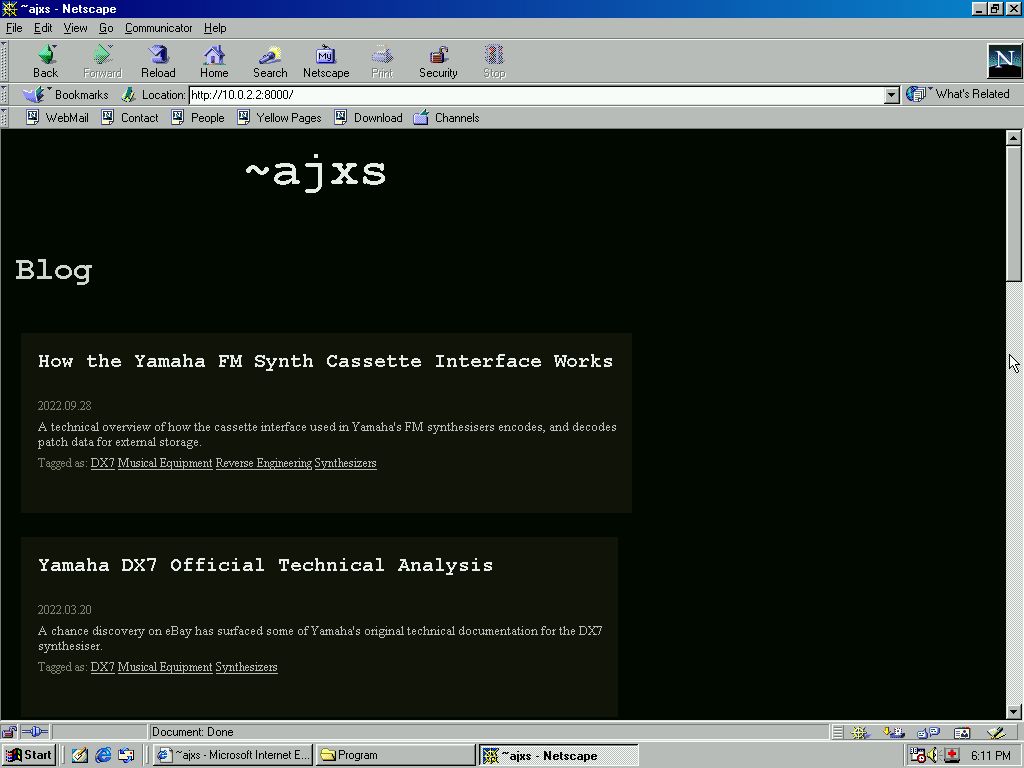 ~ajxs - Netscape
File Edit View Go Communicator Help
Back Forward Reload Home Search Netscape Print Security Stop
My
N
Bookmarks Location: http://10.0.2.2:8000/ What's Related
WebMail Contact People Yellow Pages Download Channels
~ajxs
Blog
How the Yamaha FM Synth Cassette Interface Works
2022.09.28
A technical overview of how the cassette interface used in Yamaha's FM synthesisers encodes, and decodes
patch data for external storage.
Tagged as: DX7 Musical Equipment Reverse Engineering Synthesizers
Yamaha DX7 Official Technical Analysis
2022.03.20
A chance discovery on eBay has surfaced some of Yamaha's original technical documentation for the DX7
synthesiser.
Tagged as: DX7 Musical Equipment Synthesizers
Document: Done
Start ~ajxs - Microsoft Internet E... Program ~ajxs - Netscape 6:11 PM